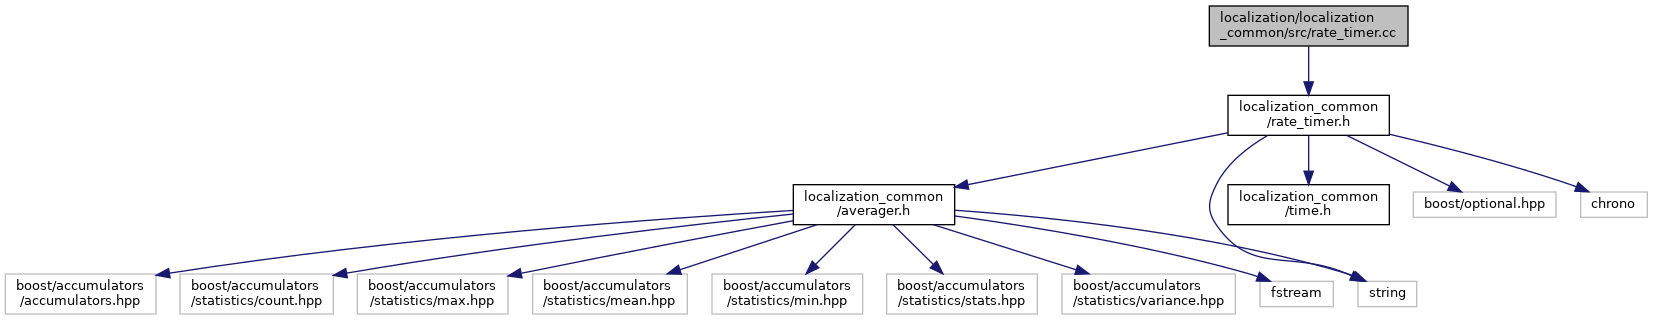 localization/localization
_common/src/rate_timer.cc
localization_common
/rate_timer.h
localization_common
/averager.h
localization_common
/time.h
boost/optional.hpp
chrono
boost/accumulators
/accumulators.hpp
boost/accumulators
/statistics/count.hpp
boost/accumulators
/statistics/max.hpp
boost/accumulators
/statistics/mean.hpp
boost/accumulators
/statistics/min.hpp
boost/accumulators
/statistics/stats.hpp
boost/accumulators
/statistics/variance.hpp
fstream
string